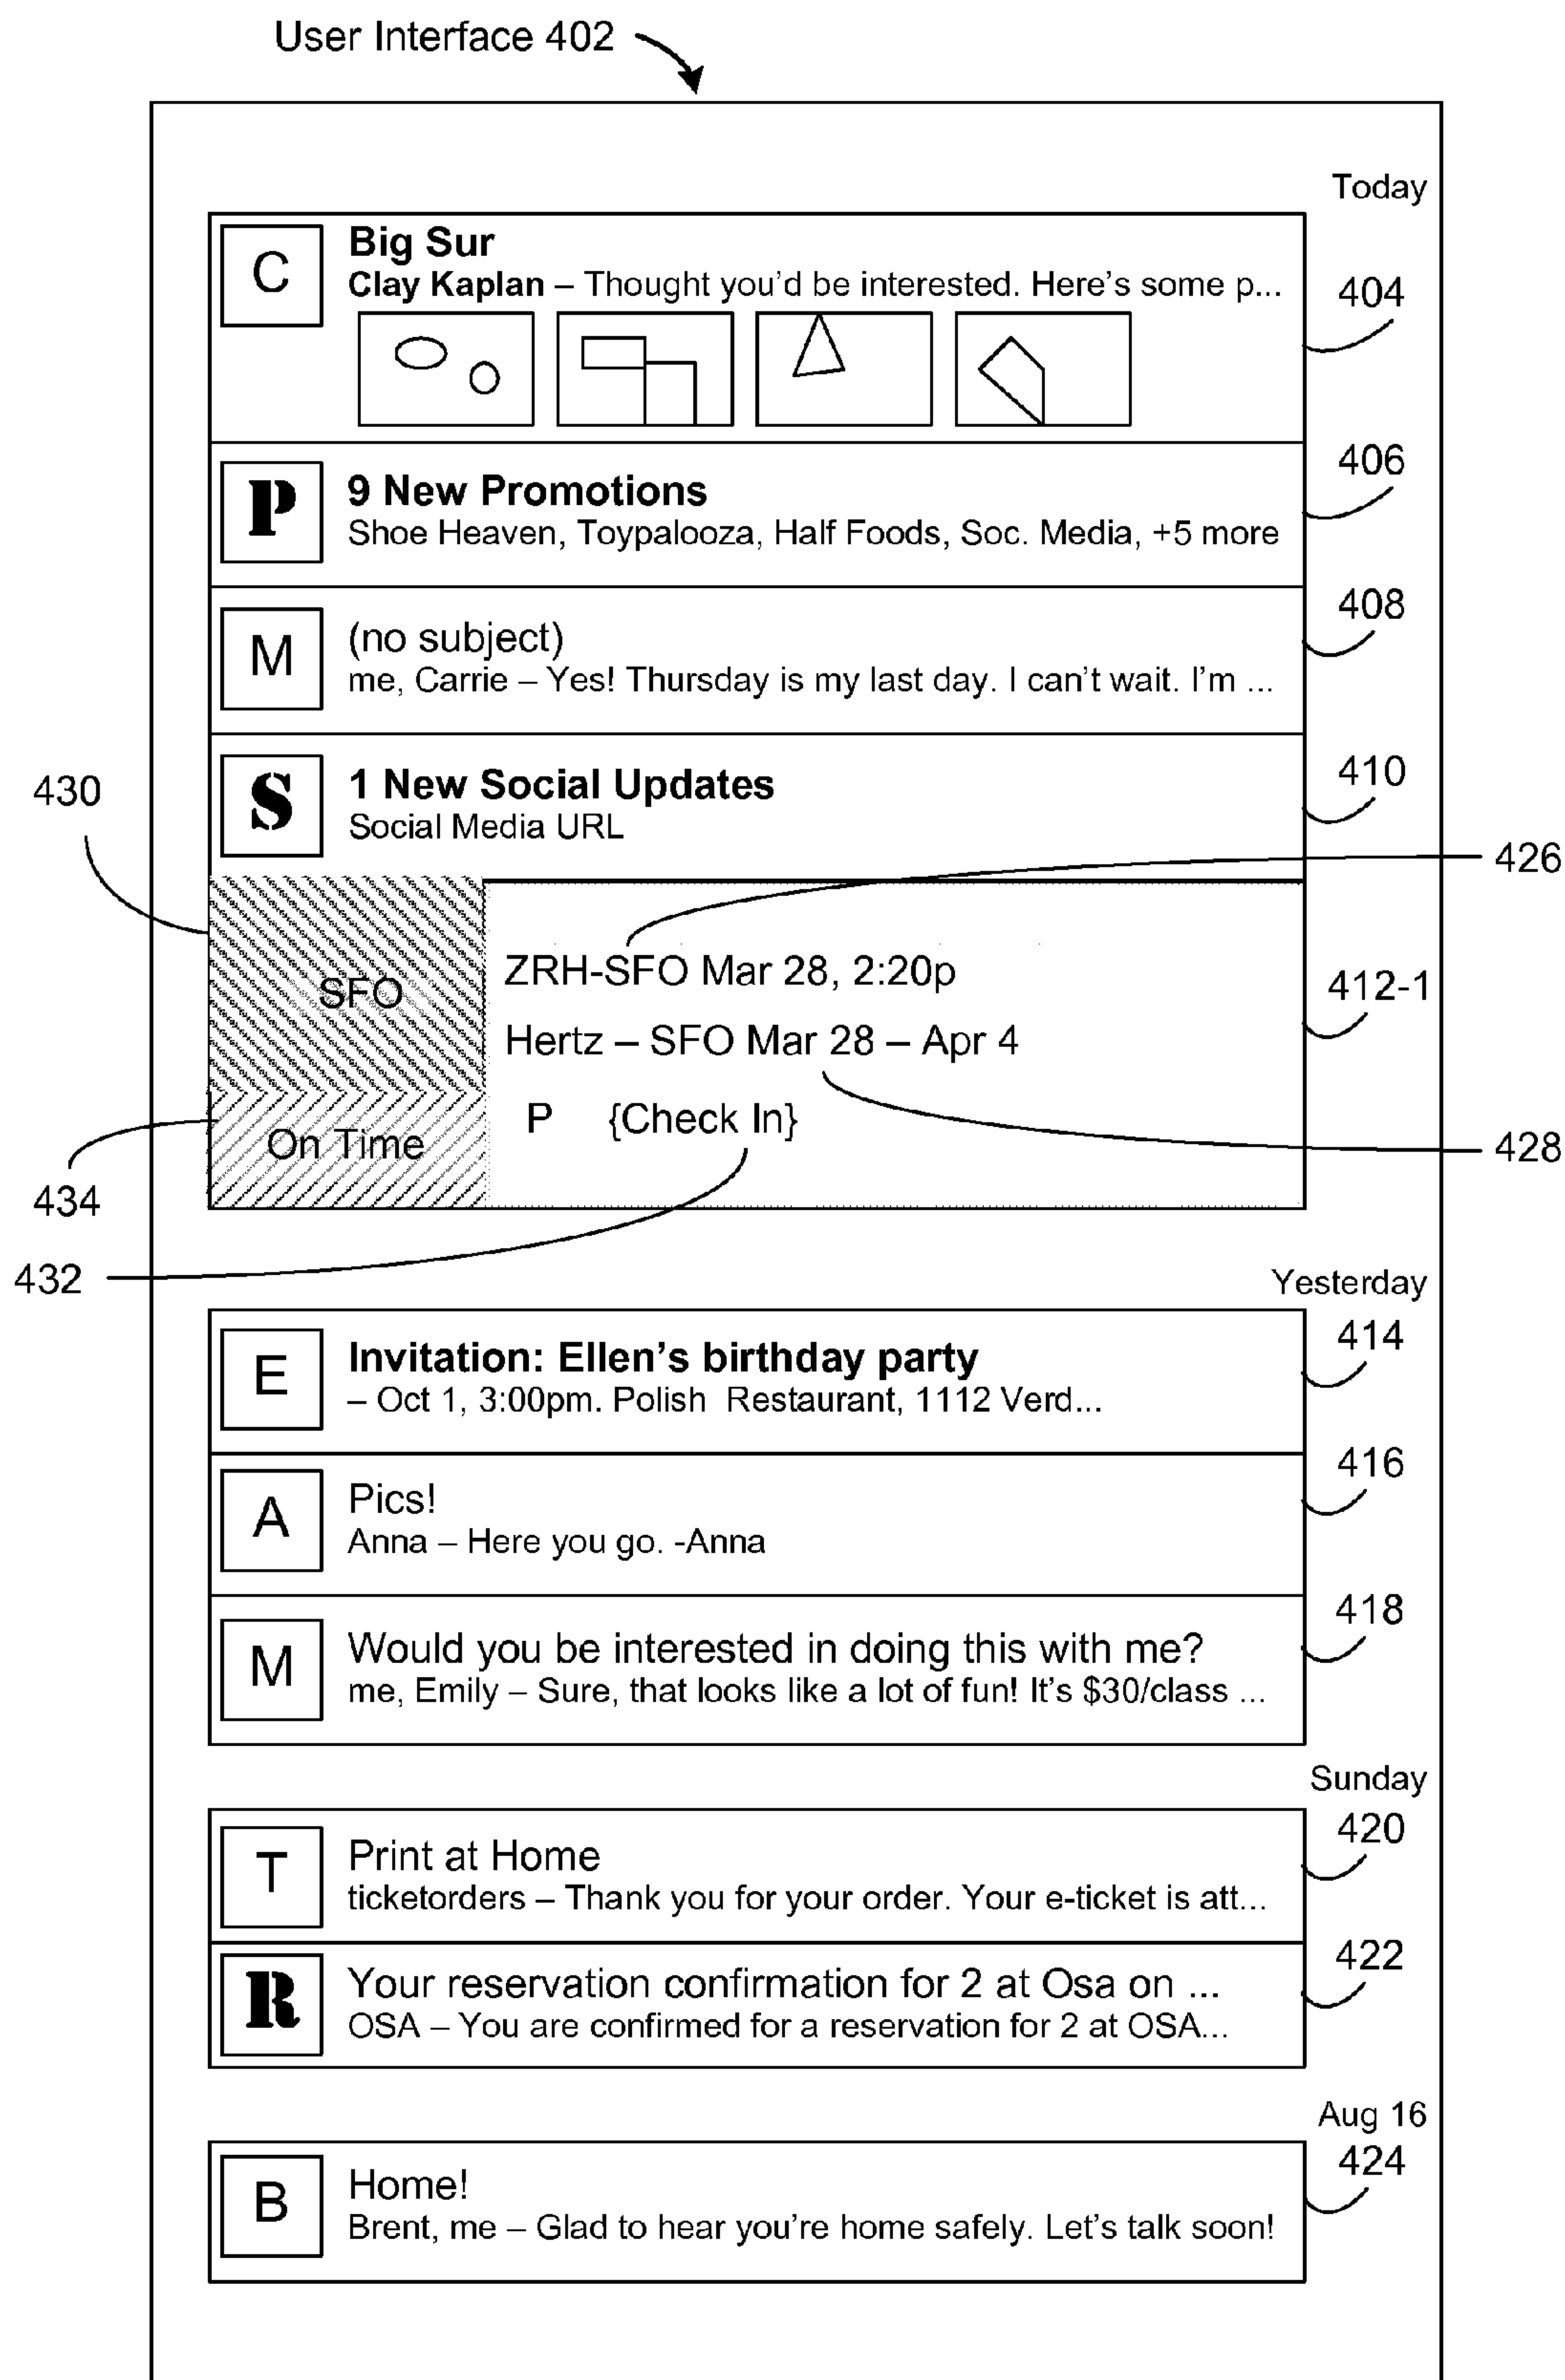 User Interface 402
Today
C
Big Sur
Clay Kaplan – Thought you'd be interested. Here's some p...
404
P
9 New Promotions
Shoe Heaven, Toypalooza, Half Foods, Soc. Media, +5 more
406
M
(no subject)
me, Carrie – Yes! Thursday is my last day. I can't wait. I'm ...
408
S
1 New Social Updates
Social Media URL
410
430
426
SFO
ZRH-SFO Mar 28, 2:20p
412-1
Hertz – SFO Mar 28 – Apr 4
On Time
P {Check In}
428
434
432
Yesterday
E
Invitation: Ellen's birthday party
– Oct 1, 3:00pm. Polish Restaurant, 1112 Verd...
414
A
Pics!
Anna – Here you go. -Anna
416
M
Would you be interested in doing this with me?
me, Emily – Sure, that looks like a lot of fun! It's $30/class ...
418
Sunday
T
Print at Home
ticketorders – Thank you for your order. Your e-ticket is att...
420
R
Your reservation confirmation for 2 at Osa on ...
OSA – You are confirmed for a reservation for 2 at OSA...
422
Aug 16
B
Home!
Brent, me – Glad to hear you're home safely. Let's talk soon!
424